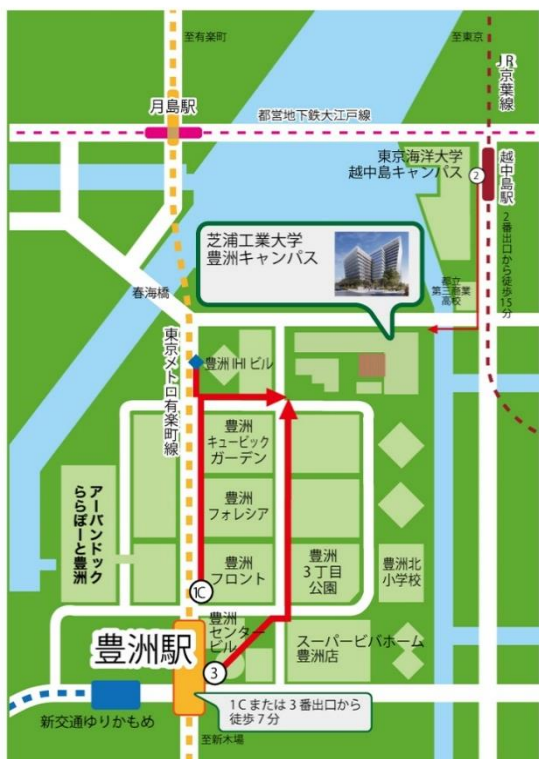 至有楽町
至東京
JR京葉線
月島駅
都営地下鉄大江戸線
東京海洋大学
越中島キャンパス
2
越中島駅
2番出口から徒歩15分
芝浦工業大学
豊洲キャンパス
都立
第三商業
高校
春海橋
東京メトロ有楽町線
豊洲IHIビル
豊洲
キュービック
ガーデン
アーバンドック
ららぽーと豊洲
豊洲
フォレシア
豊洲
フロント
豊洲
3丁目
公園
豊洲北
小学校
1C
豊洲
センター
ビル
スーパービバホーム
豊洲店
豊洲駅
3
1Cまたは3番出口から
徒歩7分
新交通ゆりかもめ
至新木場